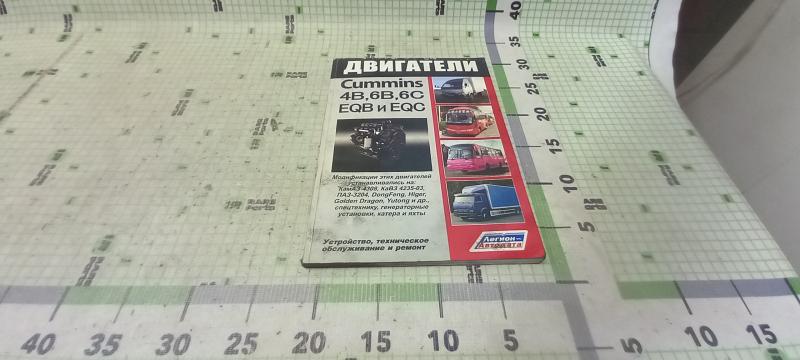 ДВИГАТЕЛИ
Cummins
4B,6B,6C
EQB и EQC
Модификации этих двигателей
устанавливались на:
КамАЗ 4308, КаВЗ 4235-03,
ПАЗ-3204, DongFeng, Higer,
Golden Dragon, Yutong и др.,
спецтехнику, генераторные
установки, катера и яхты
Устройство, техническое
обслуживание и ремонт
Легион-
Автодата
40
35
30
25
20
15
10
5
40 35 30 25 20 15 10 5
5 10 15